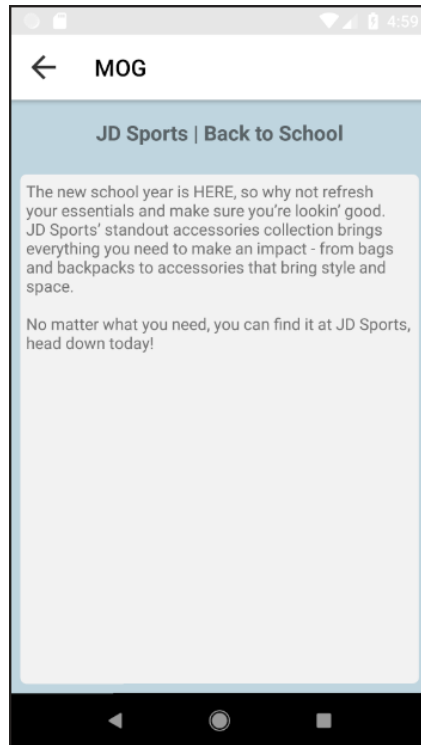 4:59
MOG
JD Sports | Back to School
The new school year is HERE, so why not refresh
your essentials and make sure you're lookin' good.
JD Sports' standout accessories collection brings
everything you need to make an impact - from bags
and backpacks to accessories that bring style and
space.
No matter what you need, you can find it at JD Sports,
head down today!